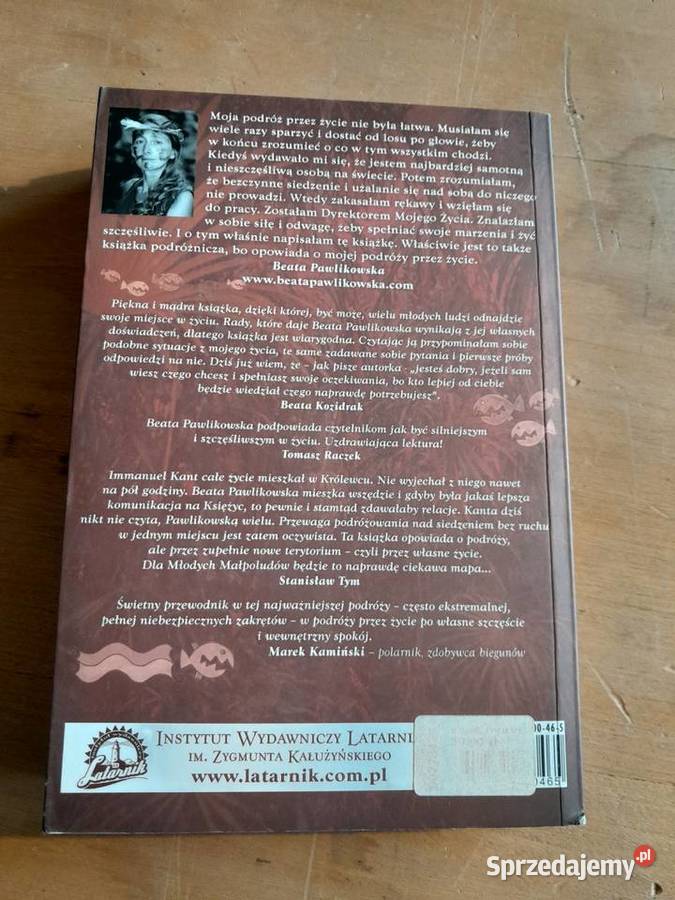 Moja podróż przez życie nie była łatwa. Musiałam się
wiele razy sparzyć i dostać od losu po głowie, żeby
w końcu zrozumieć o co w tym wszystkim chodzi.
Kiedyś wydawało mi się, że jestem najbardziej samotną
i nieszczęśliwą osobą na świecie. Potem zrozumiałam,
że bezczynne siedzenie i użalanie się nad sobą do niczego
nie prowadzi. Wtedy zakasałam rękawy i wzięłam się
do pracy. Zostałam Dyrektorem Mojego Życia. Znalazłam
w sobie siłę i odwagę, żeby spełniać swoje marzenia i żyć
szczęśliwie. I o tym właśnie napisałam tę książkę. Właściwie jest to także
książka podróżnicza, bo opowiada o mojej podróży przez życie.
Beata Pawlikowska
www.beatapawlikowska.com
Piękna i mądra książka, dzięki której, być może, wielu młodych ludzi odnajdzie
swoje miejsce w życiu. Rady, które daje Beata Pawlikowska wynikają z jej własnych
doświadczeń, dlatego książka jest wiarygodna. Czytając ją przypominałam sobie
podobne sytuacje z mojego życia, te same zadawane sobie pytania i pierwsze próby
odpowiedzi na nie. Dziś już wiem, że - jak pisze autorka - „Jesteś dobry, jeżeli sam
wiesz czego chcesz i spełniasz swoje oczekiwania, bo kto lepiej od ciebie
będzie wiedział czego naprawdę potrzebujesz”.
Beata Kozidrak
Beata Pawlikowska podpowiada czytelnikom jak być silniejszym
i szczęśliwszym w życiu. Uzdrawiająca lektura!
Tomasz Raczek
Immanuel Kant całe życie mieszkał w Królewcu. Nie wyjechał z niego nawet
na pół godziny. Beata Pawlikowska mieszka wszędzie i gdyby była jakaś lepsza
komunikacja na Księżyc, to pewnie i stamtąd zdawałaby relacje. Kanta dziś
nikt nie czyta, Pawlikowską wielu. Przewaga podróżowania nad siedzeniem bez ruchu
w jednym miejscu jest zatem oczywista. Ta książka opowiada o podróży,
ale przez zupełnie nowe terytorium – czyli przez własne życie.
Dla Młodych Małpoludów będzie to naprawdę ciekawa mapa...
Stanisław Tym
Świetny przewodnik w tej najważniejszej podróży – często ekstremalnej,
pełnej niebezpiecznych zakrętów – w podróży przez życie po własne szczęście
i wewnętrzny spokój.
Marek Kamiński – polarnik, zdobywca biegunów
Latarnik
INSTYTUT WYDAWNICZY LATARNI
IM. ZYGMUNTA KAŁUŻYŃSKIEGO
www.latarnik.com.pl
00-46-5
0465
Sprzedajemy.pl